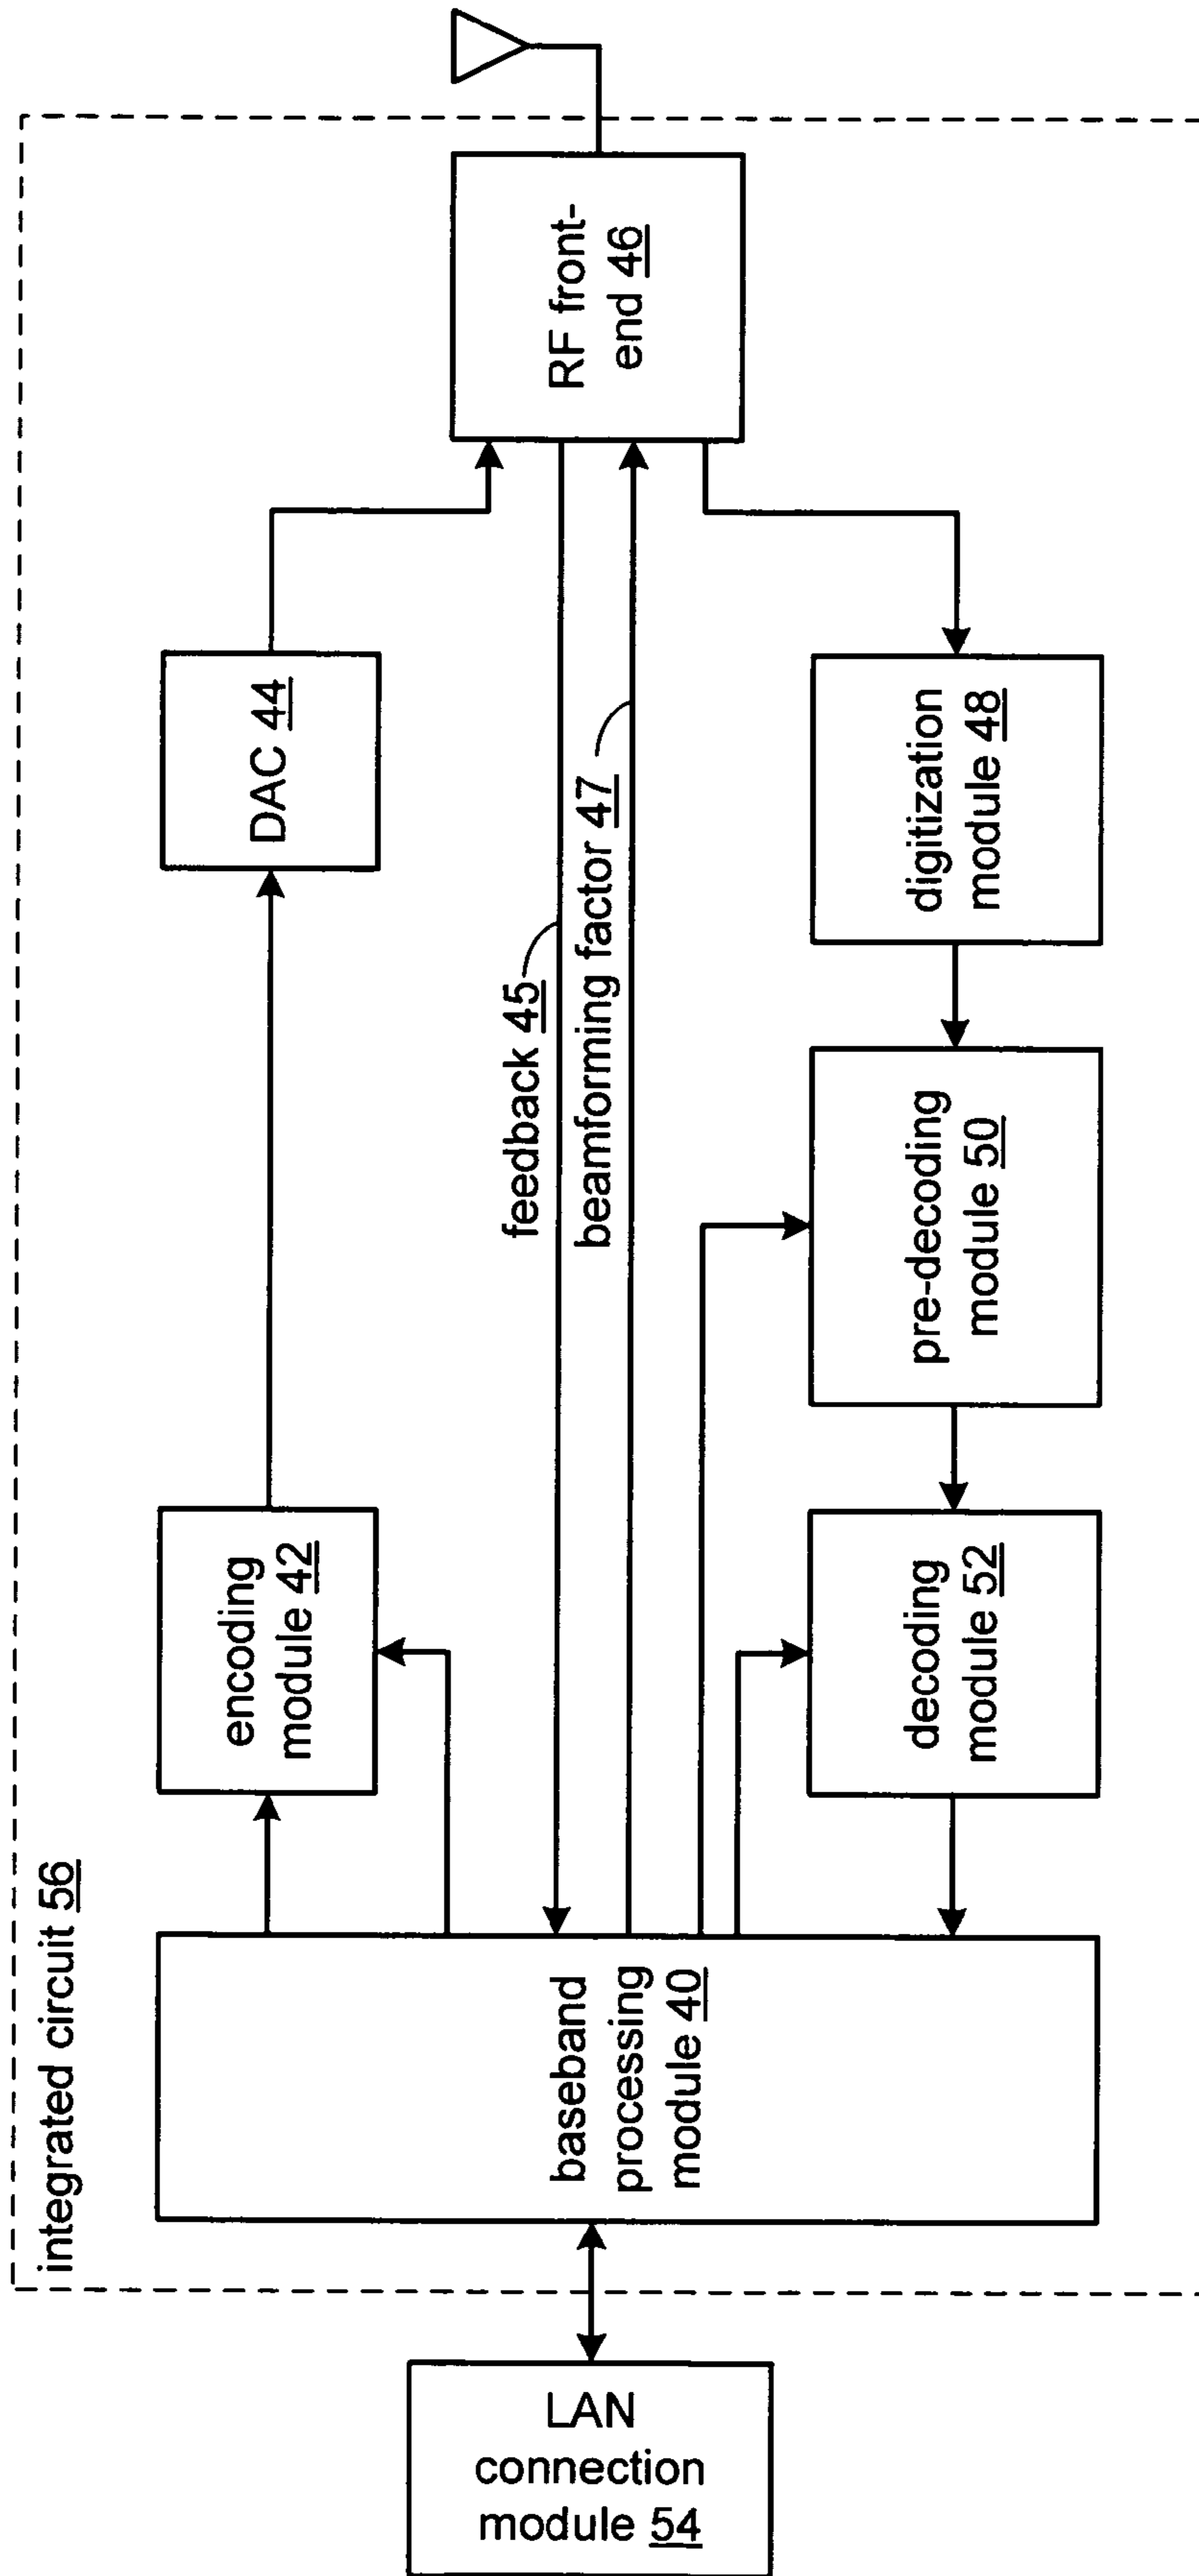 integrated circuit 56
encoding
module 42
DAC 44
RF front-
end 46
feedback 45
beamforming factor 47
baseband
processing
module 40
LAN
connection
module 54
decoding
module 52
pre-decoding
module 50
digitization
module 48